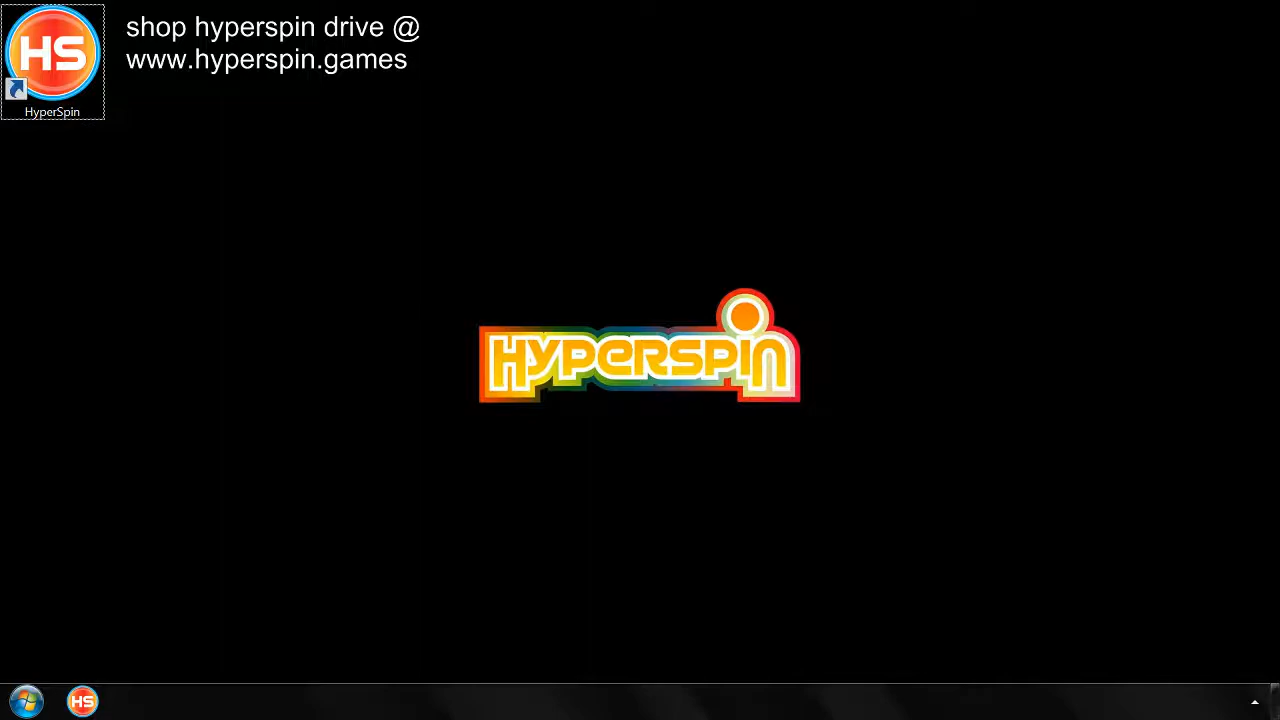 HS
shop hyperspin drive @
www.hyperspin.games
HyperSpin
Hyperspin
HS